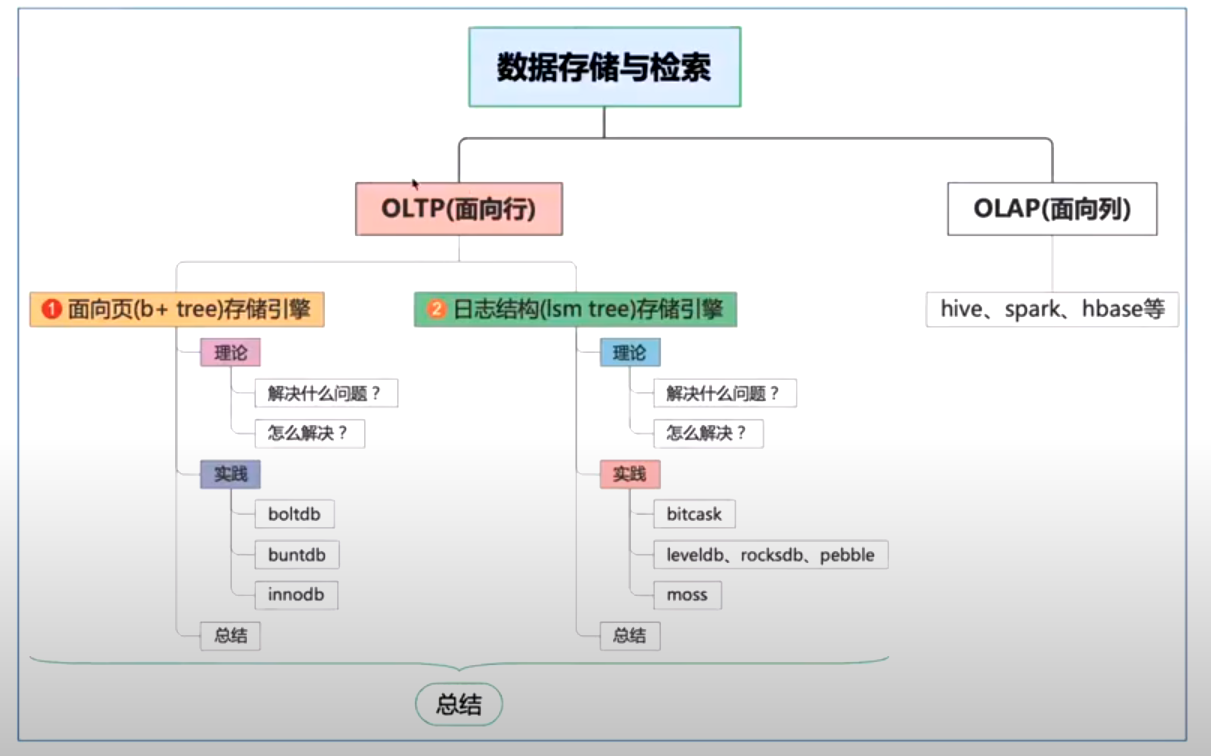 数据存储与检索
OLTP(面向行)
OLAP(面向列)
1 面向页(b+ tree)存储引擎
2 日志结构(lsm tree)存储引擎
hive、spark、hbase等
理论
理论
解决什么问题？
解决什么问题？
怎么解决？
怎么解决？
实践
实践
boltdb
bitcask
buntdb
leveldb、rocksdb、pebble
innodb
moss
总结
总结
总结